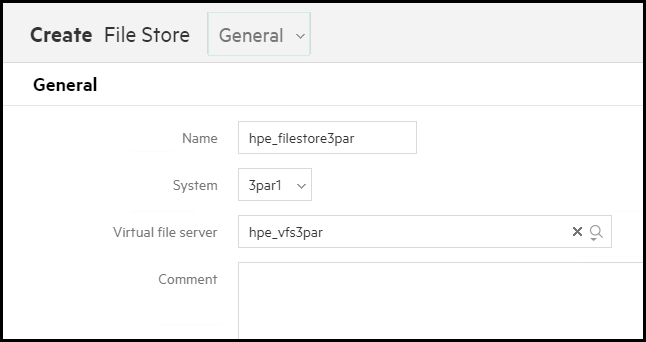 Create File Store General
General
Name hpe_filestore3par
System 3par1
Virtual file server hpe_vfs3par
Comment